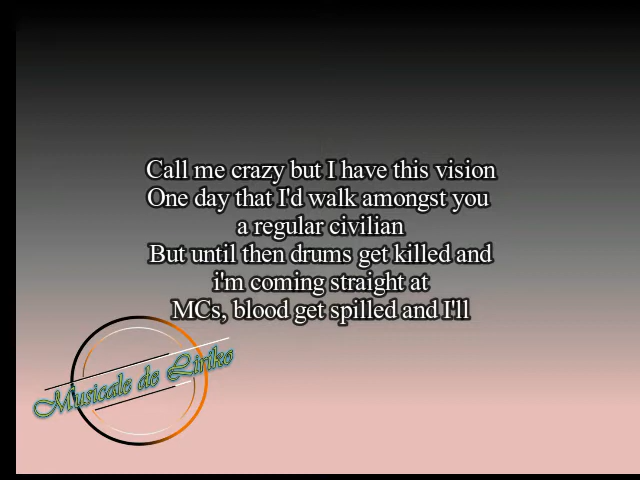 Call me crazy but I have this vision
One day that I'd walk amongst you
a regular civilian
But until then drums get killed and
i'm coming straight at
MCs, blood get spilled and I'll
Musicale de Liriko